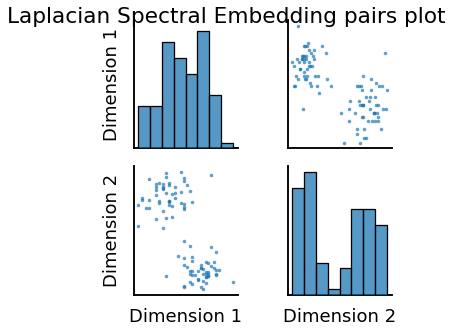 Laplacian Spectral Embedding pairs plot
Dimension 1
Dimension 2
Dimension 1
Dimension 2